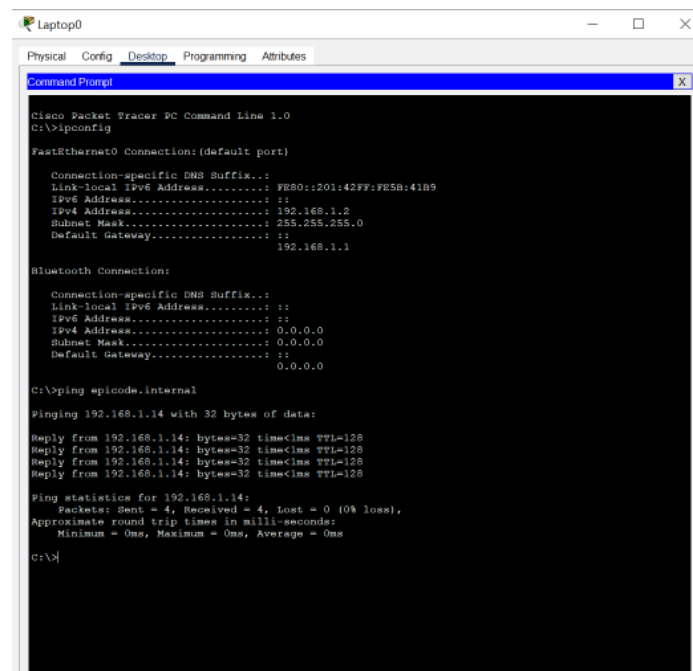 Laptop0
Physical Config Desktop Programming Attributes
Command Prompt
X
Cisco Packet Tracer PC Command Line 1.0
C:\>ipconfig
FastEthernet0 Connection:(default port)
Connection-specific DNS Suffix..:
Link-local IPv6 Address.........: FE80::201:42FF:FE5B:41B9
IPv6 Address....................: ::
IPv4 Address....................: 192.168.1.2
Subnet Mask.....................: 255.255.255.0
Default Gateway.................: ::
192.168.1.1
Bluetooth Connection:
Connection-specific DNS Suffix..:
Link-local IPv6 Address.........: ::
IPv6 Address....................: ::
IPv4 Address....................: 0.0.0.0
Subnet Mask.....................: 0.0.0.0
Default Gateway.................: ::
0.0.0.0
C:\>ping epicode.internal
Pinging 192.168.1.14 with 32 bytes of data:
Reply from 192.168.1.14: bytes=32 time<1ms TTL=128
Reply from 192.168.1.14: bytes=32 time<1ms TTL=128
Reply from 192.168.1.14: bytes=32 time<1ms TTL=128
Reply from 192.168.1.14: bytes=32 time<1ms TTL=128
Ping statistics for 192.168.1.14:
Packets: Sent = 4, Received = 4, Lost = 0 (0% loss),
Approximate round trip times in milli-seconds:
Minimum = 0ms, Maximum = 0ms, Average = 0ms
C:\>